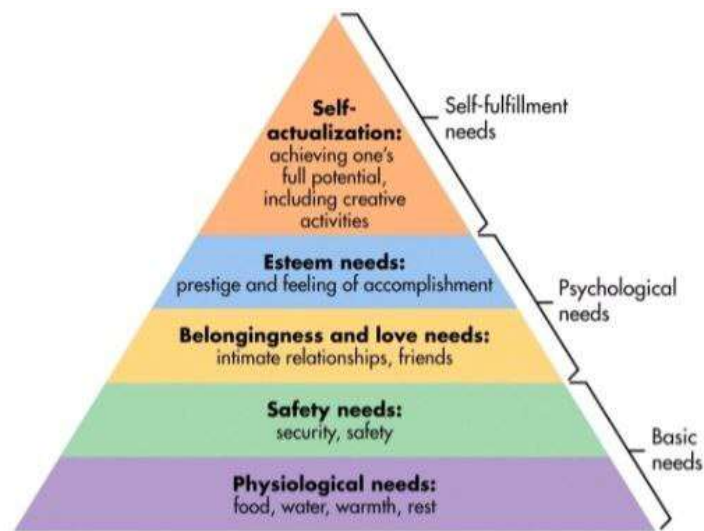 Self-
actualization:
achieving one's
full potential,
including creative
activities
Self-fulfillment
needs
Esteem needs:
prestige and feeling of accomplishment
Psychological
needs
Belongingness and love needs:
intimate relationships, friends
Safety needs:
security, safety
Basic
needs
Physiological needs:
food, water, warmth, rest